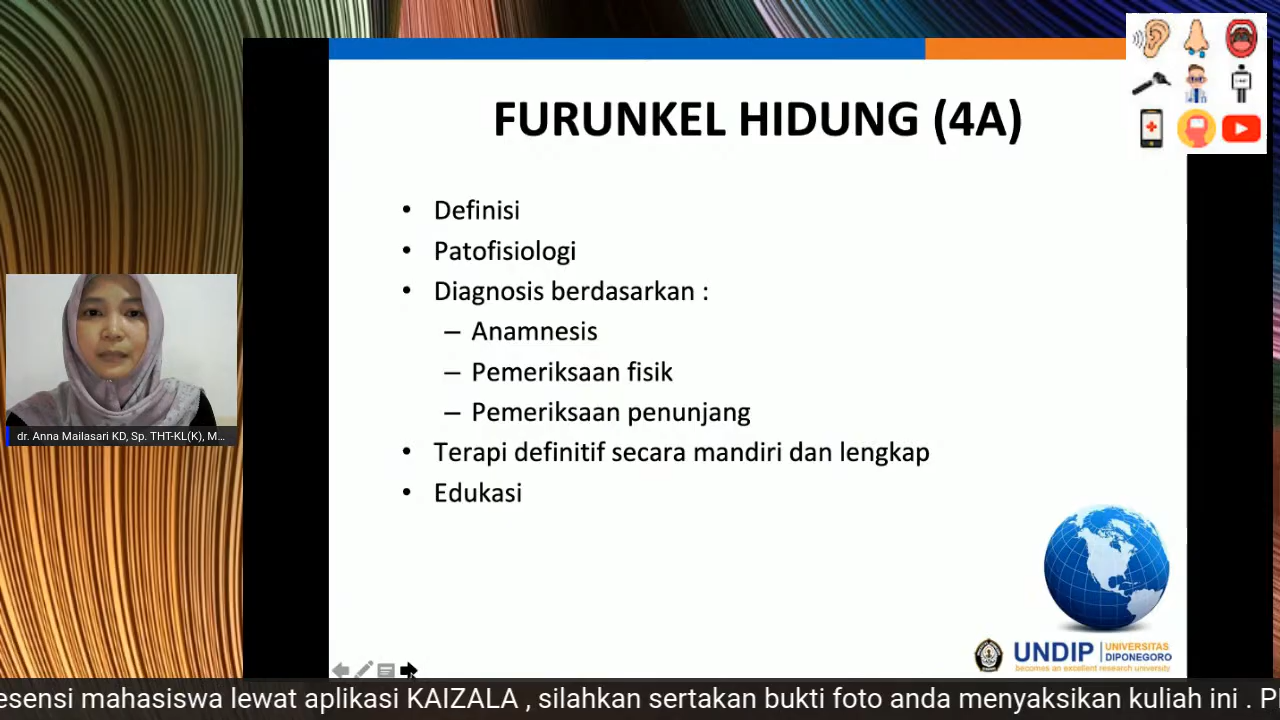 FURUNKEL HIDUNG (4A)
• Definisi
• Patofisiologi
• Diagnosis berdasarkan :
– Anamnesis
– Pemeriksaan fisik
– Pemeriksaan penunjang
• Terapi definitif secara mandiri dan lengkap
• Edukasi
dr. Anna Mailasari KD, Sp. THT-KL(K), M...
UNDIP UNIVERSITAS
DIPONEGORO
becomes an excellent research university
esensi mahasiswa lewat aplikasi KAIZALA , silahkan sertakan bukti foto anda menyaksikan kuliah ini . P